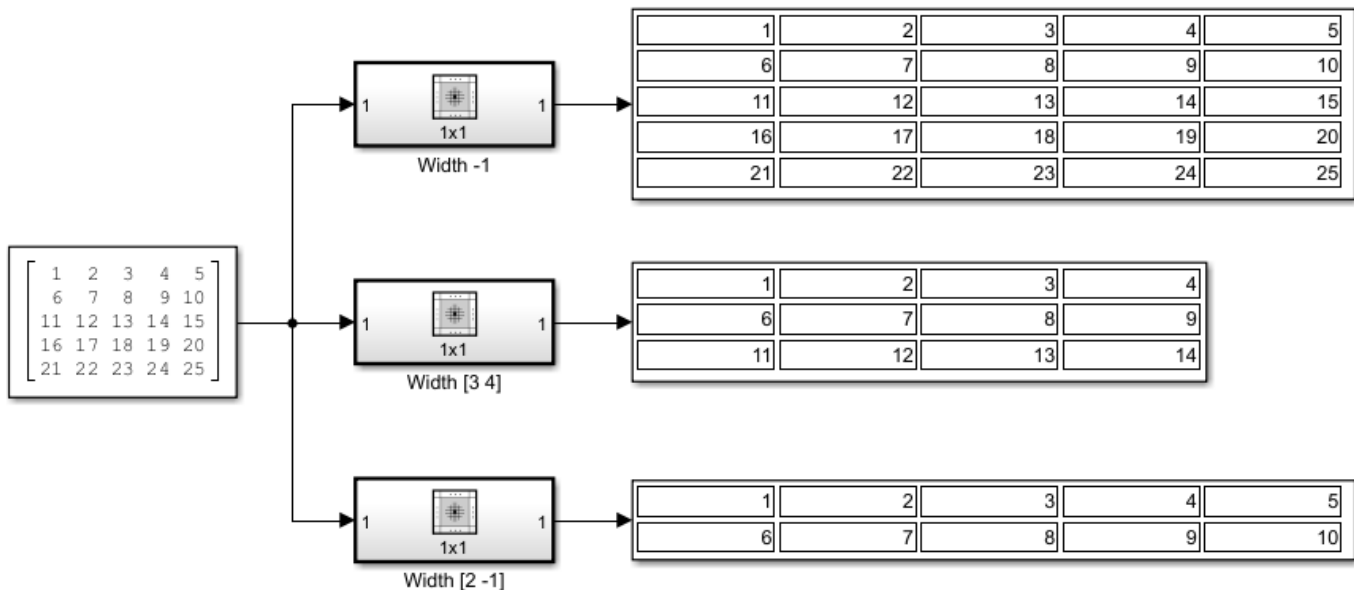 1 2 3 4 5
6 7 8 9 10
11 12 13 14 15
16 17 18 19 20
21 22 23 24 25
1 1
1x1
Width -1
1 2 3 4 5
6 7 8 9 10
11 12 13 14 15
16 17 18 19 20
21 22 23 24 25
1 1
1x1
Width [3 4]
1 2 3 4
6 7 8 9
11 12 13 14
1 1
1x1
Width [2 -1]
1 2 3 4 5
6 7 8 9 10